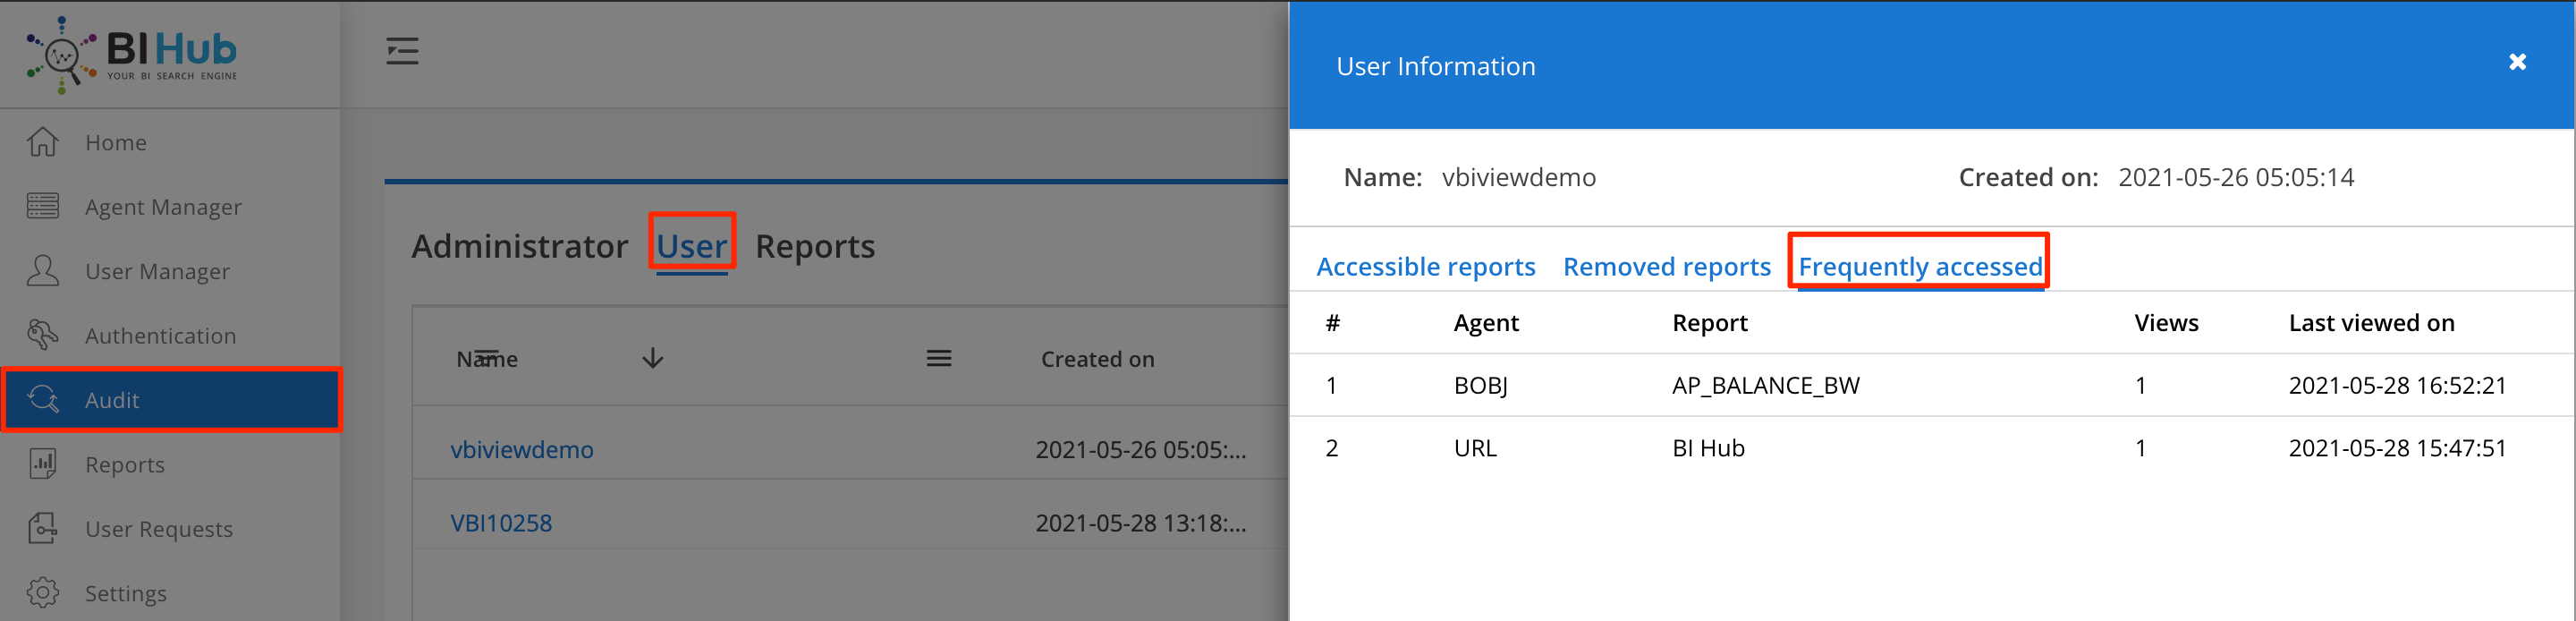 BI Hub
YOUR BI SEARCH ENGINE
Home
Agent Manager
User Manager
Authentication
Audit
Reports
User Requests
Settings
Administrator User Reports
Name Created on
vbiviewdemo 2021-05-26 05:05:...
VBI10258 2021-05-28 13:18:...
User Information
Name: vbiviewdemo Created on: 2021-05-26 05:05:14
Accessible reports Removed reports Frequently accessed
# Agent Report Views Last viewed on
1 BOBJ AP_BALANCE_BW 1 2021-05-28 16:52:21
2 URL BI Hub 1 2021-05-28 15:47:51